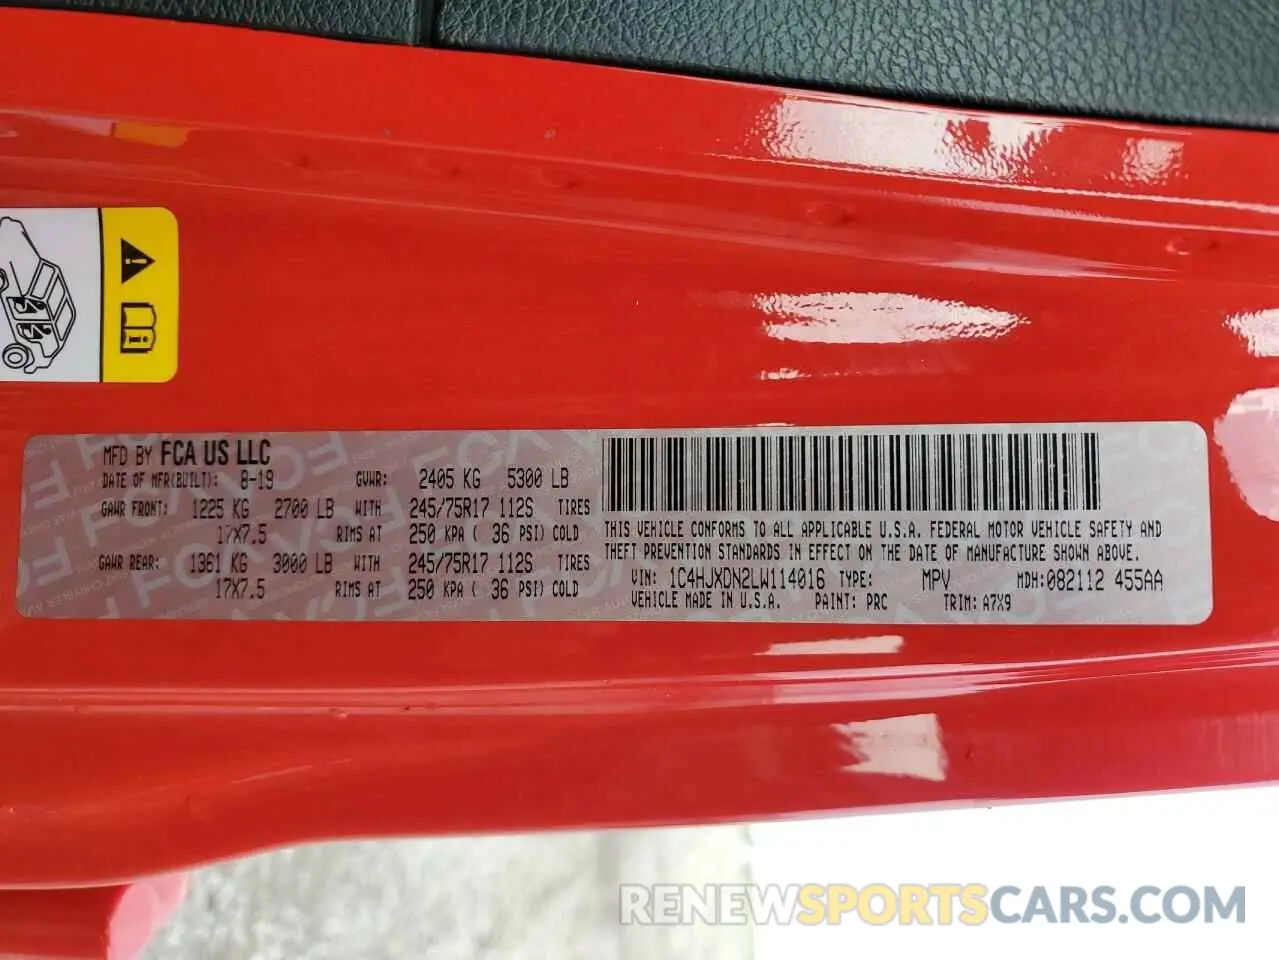 MFD BY FCA US LLC
DATE OF MFR(BUILT): 8-19 GVWR: 2405 KG 5300 LB
GAWR FRONT: 1225 KG 2700 LB WITH 245/75R17 112S TIRES
17X7.5 RIMS AT 250 KPA ( 36 PSI) COLD
GAWR REAR: 1361 KG 3000 LB WITH 245/75R17 112S TIRES
17X7.5 RIMS AT 250 KPA ( 36 PSI) COLD
THIS VEHICLE CONFORMS TO ALL APPLICABLE U.S.A. FEDERAL MOTOR VEHICLE SAFETY AND
THEFT PREVENTION STANDARDS IN EFFECT ON THE DATE OF MANUFACTURE SHOWN ABOVE.
VIN: 1C4HJXDN2LW114016 TYPE: MPV MDH:082112 455AA
VEHICLE MADE IN U.S.A. PAINT: PRC TRIM: A7X9
RENEWSPORTSCARS.COM